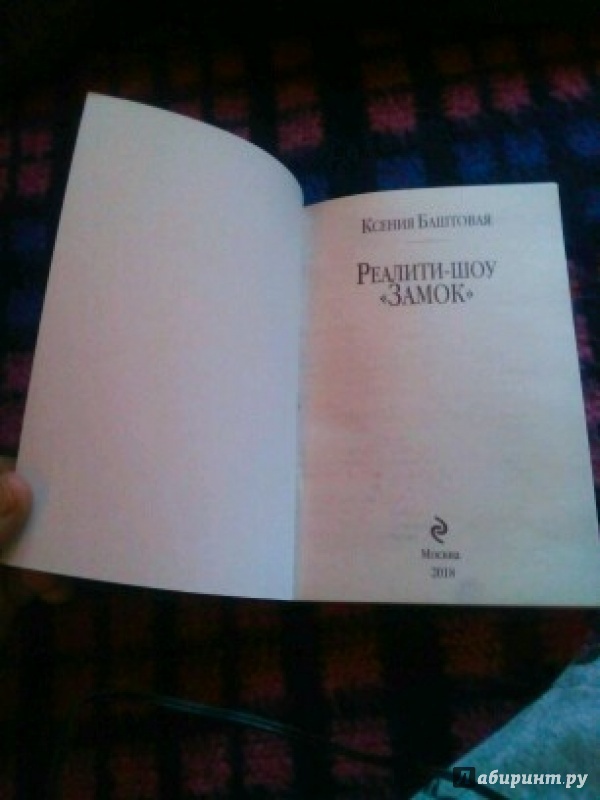 Ксения Баштовая
Реалити-шоу
«Замок»
Москва
2018
Лабиринт.ру